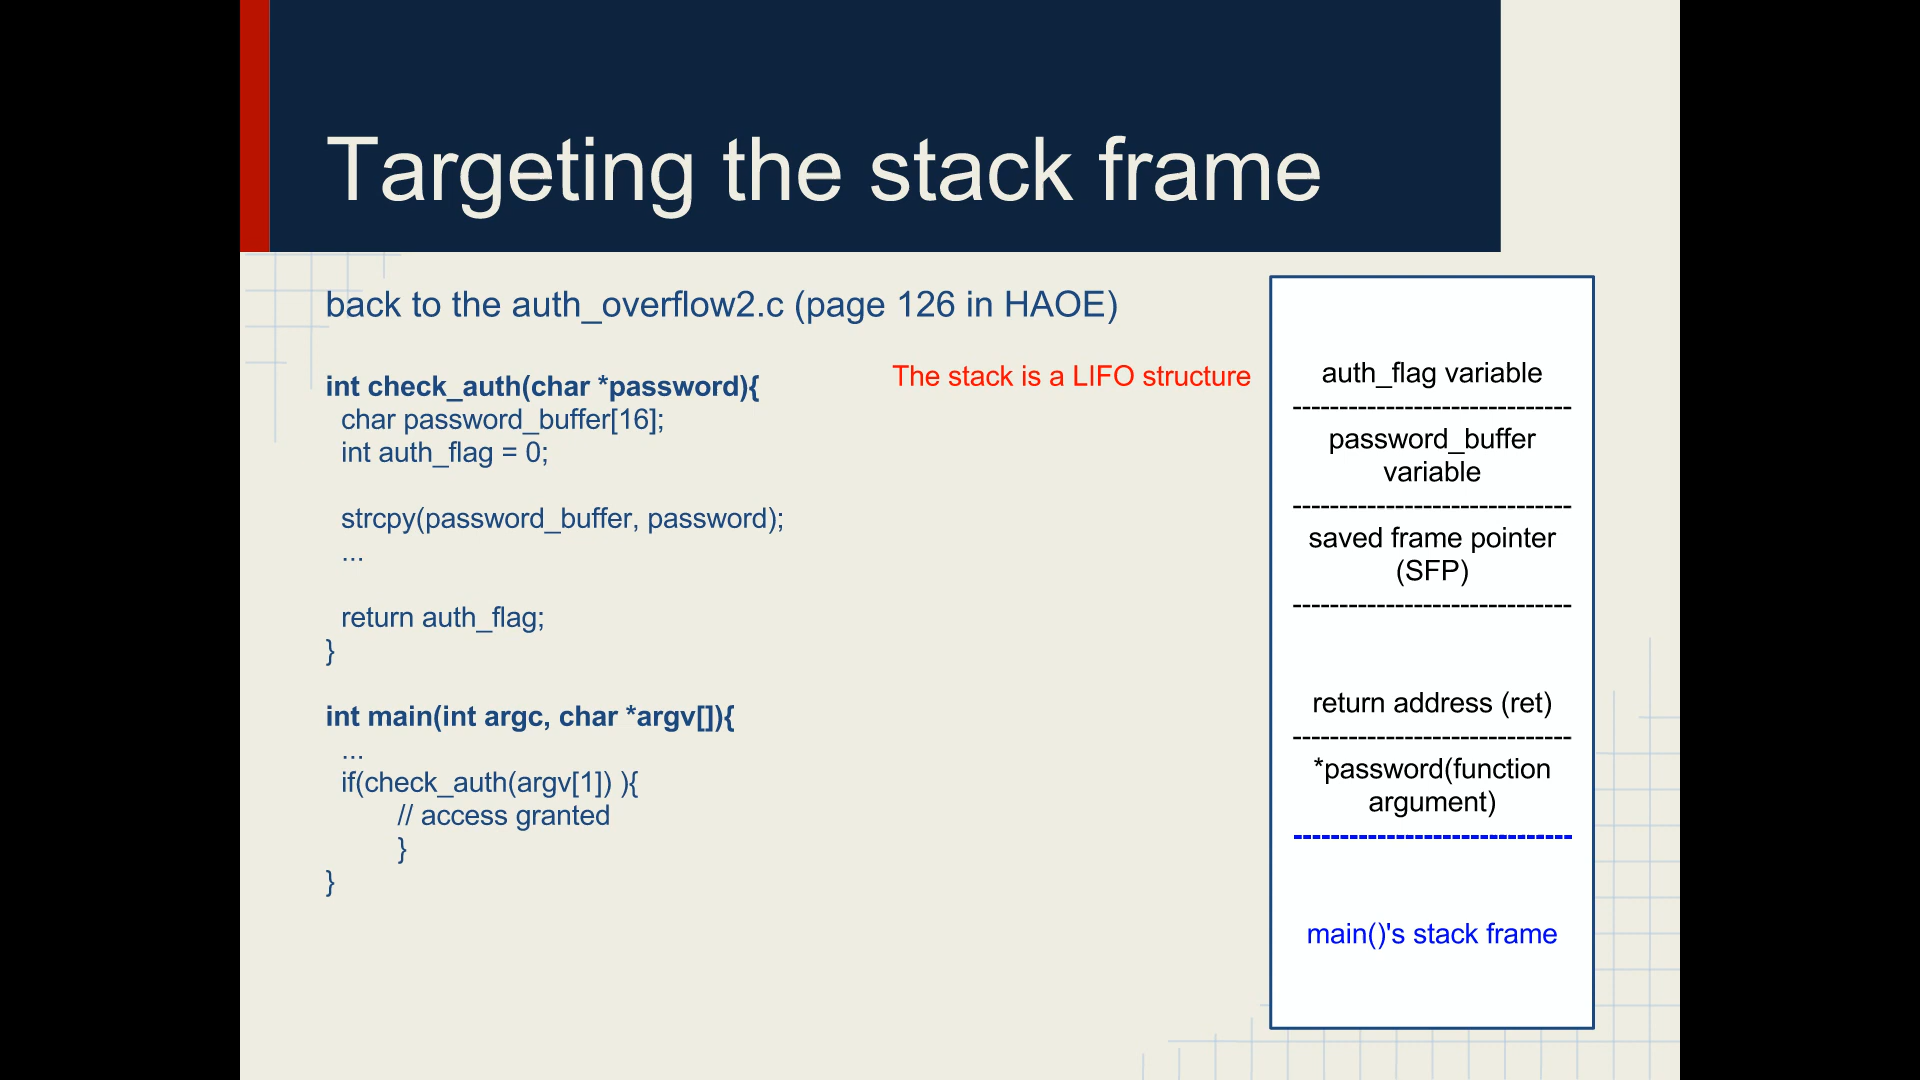 Targeting the stack frame
back to the auth_overflow2.c (page 126 in HAOE)
The stack is a LIFO structure
int check_auth(char *password){
char password_buffer[16];
int auth_flag = 0;
strcpy(password_buffer, password);
...
return auth_flag;
}
int main(int argc, char *argv[]){
...
if(check_auth(argv[1]) ){
// access granted
}
}
auth_flag variable
------------------------------
password_buffer
variable
------------------------------
saved frame pointer
(SFP)
------------------------------
return address (ret)
------------------------------
*password(function
argument)
------------------------------
main()'s stack frame